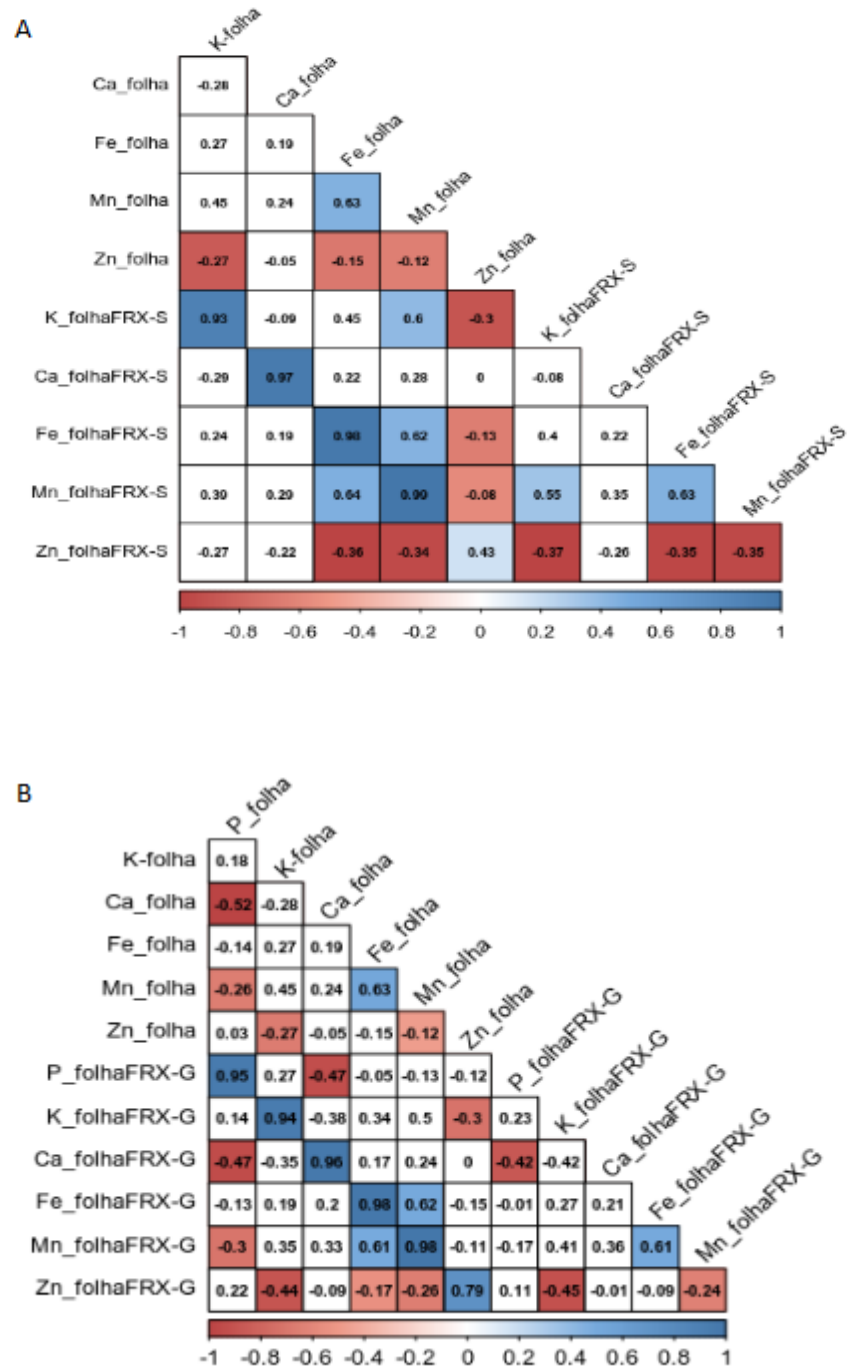 A
K-folha
Ca_folha -0.28 Ca_folha
Fe_folha 0.27 0.19 Fe_folha
Mn_folha 0.45 0.24 0.63 Mn_folha
Zn_folha -0.27 -0.05 -0.15 -0.12 Zn_folha
K_folhaFRX-S 0.93 -0.09 0.45 0.6 -0.3 K_folhaFRX-S
Ca_folhaFRX-S -0.29 0.97 0.22 0.28 0 -0.08 Ca_folhaFRX-S
Fe_folhaFRX-S 0.24 0.19 0.98 0.62 -0.13 0.4 0.22 Fe_folhaFRX-S
Mn_folhaFRX-S 0.39 0.29 0.64 0.99 -0.08 0.55 0.35 0.63 Mn_folhaFRX-S
Zn_folhaFRX-S -0.27 -0.22 -0.36 -0.34 0.43 -0.37 -0.26 -0.35 -0.35
-1 -0.8 -0.6 -0.4 -0.2 0 0.2 0.4 0.6 0.8 1
B
P_folha
K-folha 0.18 K-folha
Ca_folha -0.52 -0.28 Ca_folha
Fe_folha -0.14 0.27 0.19 Fe_folha
Mn_folha -0.26 0.45 0.24 0.63 Mn_folha
Zn_folha 0.03 -0.27 -0.05 -0.15 -0.12 Zn_folha
P_folhaFRX-G 0.95 0.27 -0.47 -0.05 -0.13 -0.12 P_folhaFRX-G
K_folhaFRX-G 0.14 0.94 -0.38 0.34 0.5 -0.3 0.23 K_folhaFRX-G
Ca_folhaFRX-G -0.47 -0.35 0.96 0.17 0.24 0 -0.42 -0.42 Ca_folhaFRX-G
Fe_folhaFRX-G -0.13 0.19 0.2 0.98 0.62 -0.15 -0.01 0.27 0.21 Fe_folhaFRX-G
Mn_folhaFRX-G -0.3 0.35 0.33 0.61 0.98 -0.11 -0.17 0.41 0.36 0.61 Mn_folhaFRX-G
Zn_folhaFRX-G 0.22 -0.44 -0.09 -0.17 -0.26 0.79 0.11 -0.45 -0.01 -0.09 -0.24
-1 -0.8 -0.6 -0.4 -0.2 0 0.2 0.4 0.6 0.8 1